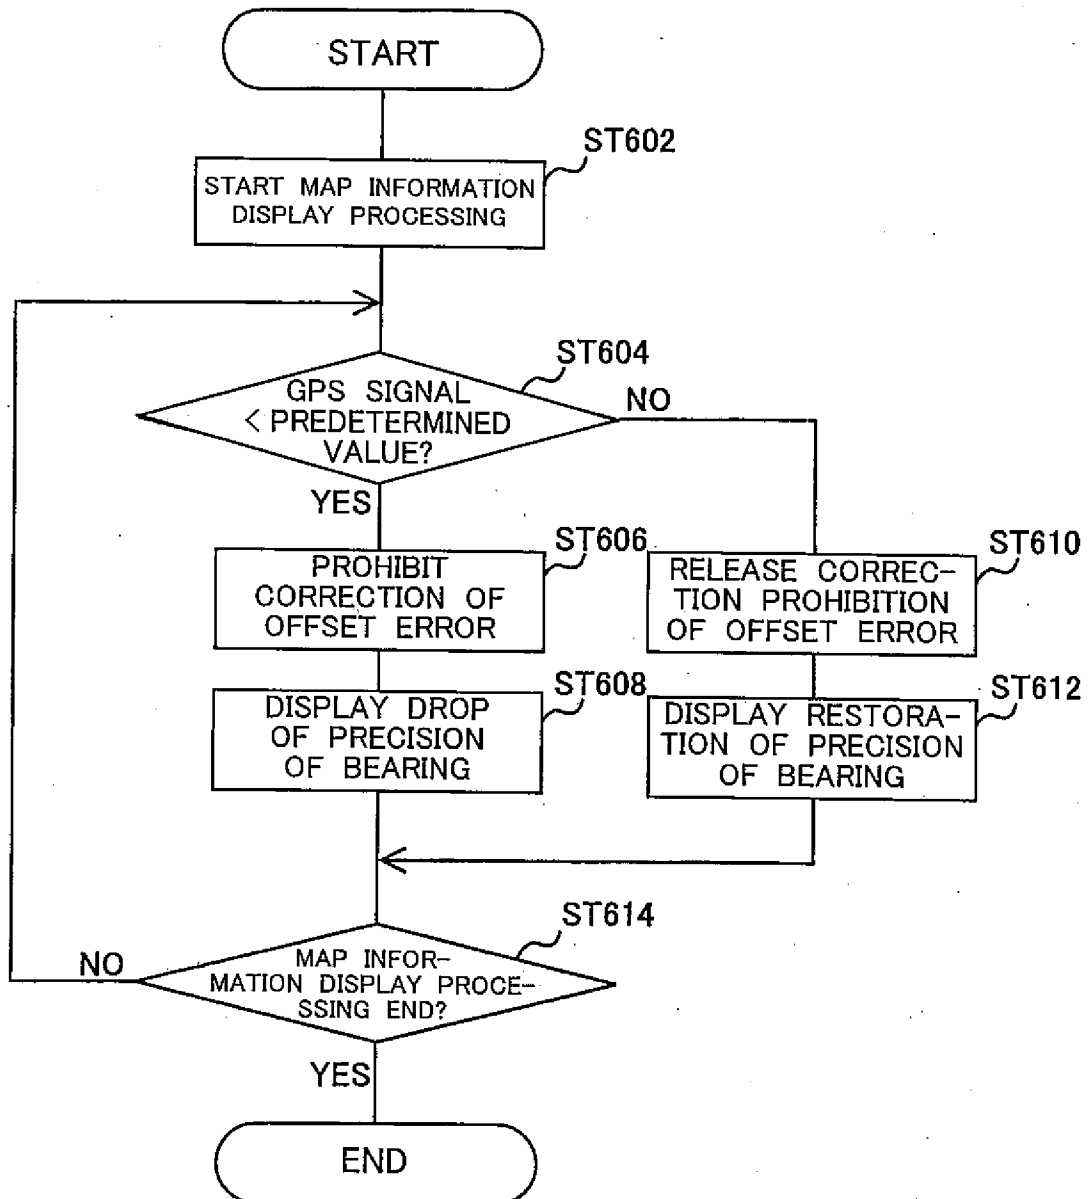 START
ST602
START MAP INFORMATION
DISPLAY PROCESSING
ST604
GPS SIGNAL
< PREDETERMINED
VALUE?
NO
YES
ST606
PROHIBIT
CORRECTION OF
OFFSET ERROR
ST610
RELEASE CORREC-
TION PROHIBITION
OF OFFSET ERROR
ST608
DISPLAY DROP
OF PRECISION
OF BEARING
ST612
DISPLAY RESTORA-
TION OF PRECISION
OF BEARING
ST614
MAP INFOR-
MATION DISPLAY PROCE-
SSING END?
NO
YES
END